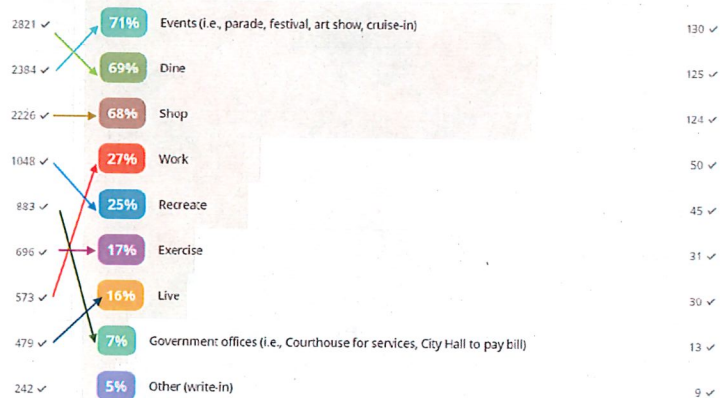 2821 ✓ 71% Events (i.e., parade, festival, art show, cruise-in) 130 ✓
2384 ✓ 69% Dine 125 ✓
2226 ✓ 68% Shop 124 ✓
1048 ✓ 27% Work 50 ✓
883 ✓ 25% Recreate 45 ✓
696 ✓ 17% Exercise 31 ✓
573 ✓ 16% Live 30 ✓
479 ✓ 7% Government offices (i.e., Courthouse for services, City Hall to pay bill) 13 ✓
242 ✓ 5% Other (write-in) 9 ✓